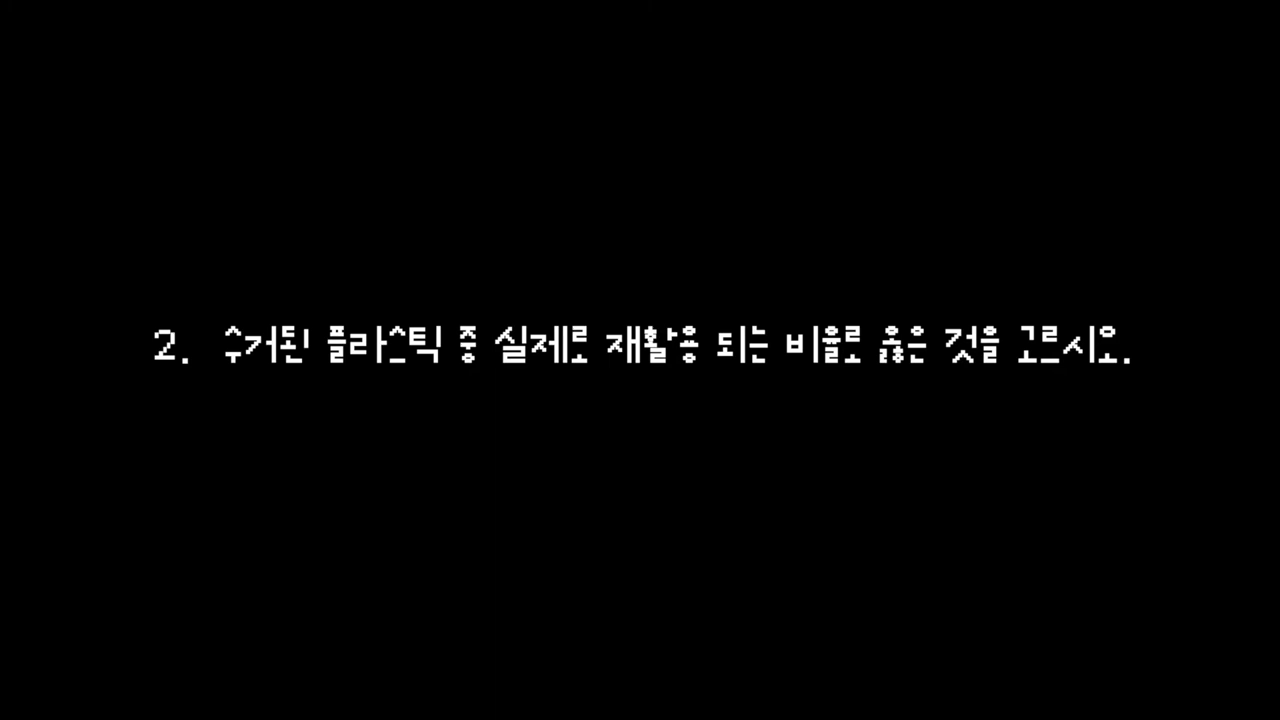 2. 수거된 플라스틱 중 실제로 재활용 되는 비율로 옳은 것을 고르시오.